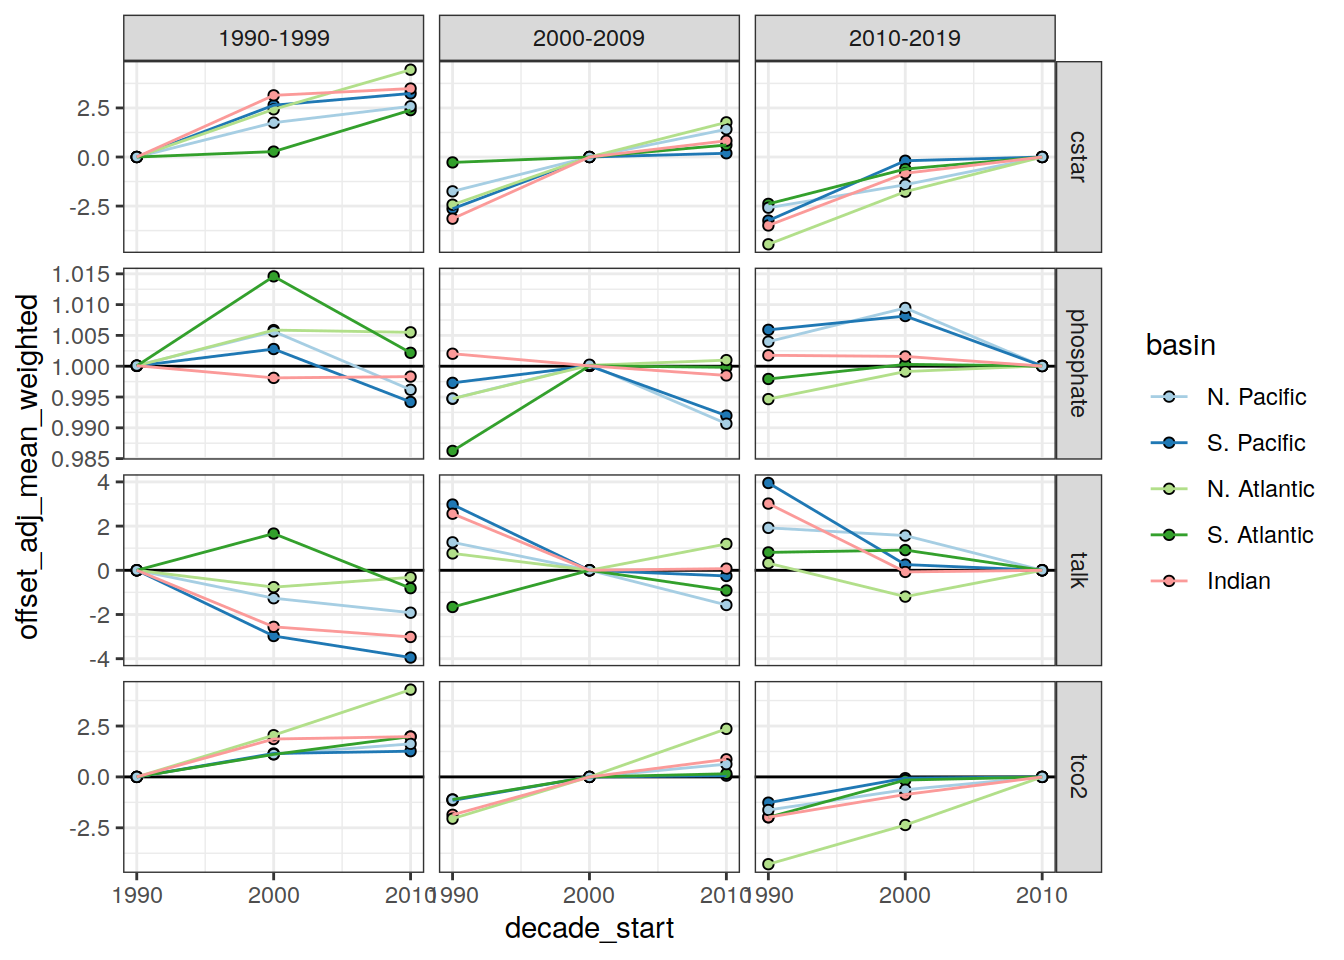 1990-1999
2000-2009
2010-2019
offset_adj_mean_weighted
2.5
0.0
-2.5
cstar
1.015
1.010
1.005
1.000
0.995
0.990
0.985
phosphate
4
2
0
-2
-4
talk
2.5
0.0
-2.5
tco2
1990
2000
2010
1990
2000
2010
1990
2000
2010
decade_start
basin
N. Pacific
S. Pacific
N. Atlantic
S. Atlantic
Indian